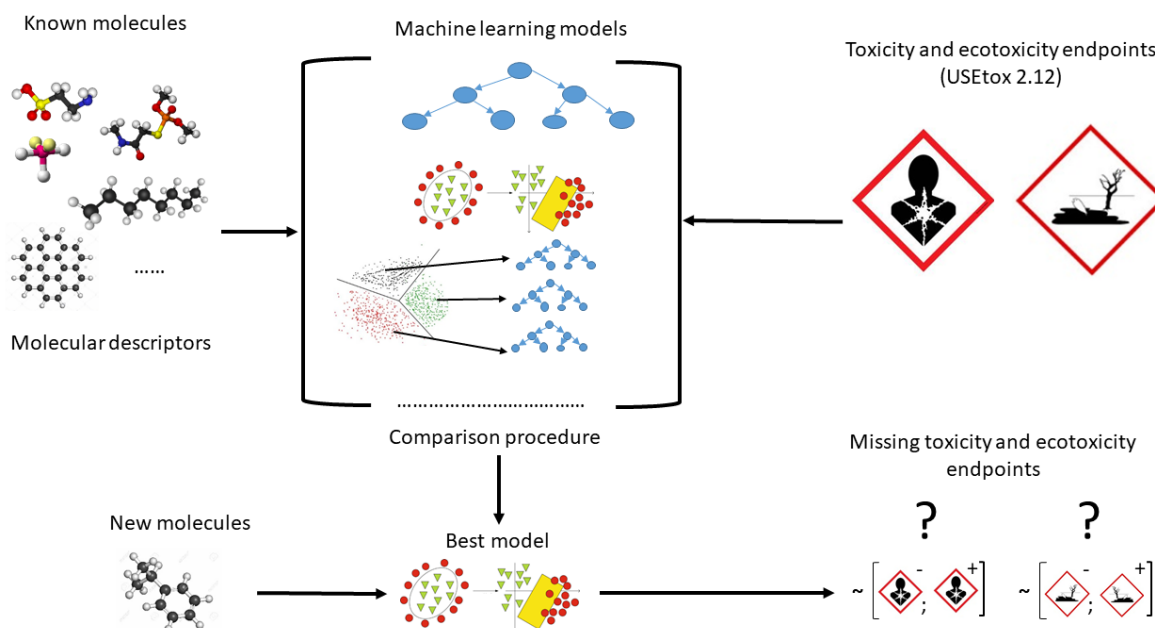 Known molecules
Machine learning models
Toxicity and ecotoxicity endpoints
(USEtox 2.12)
......
Molecular descriptors
....................................
Comparison procedure
Missing toxicity and ecotoxicity
endpoints
New molecules
Best model
? ?
~ [ - ; + ] ~ [ - ; + ]